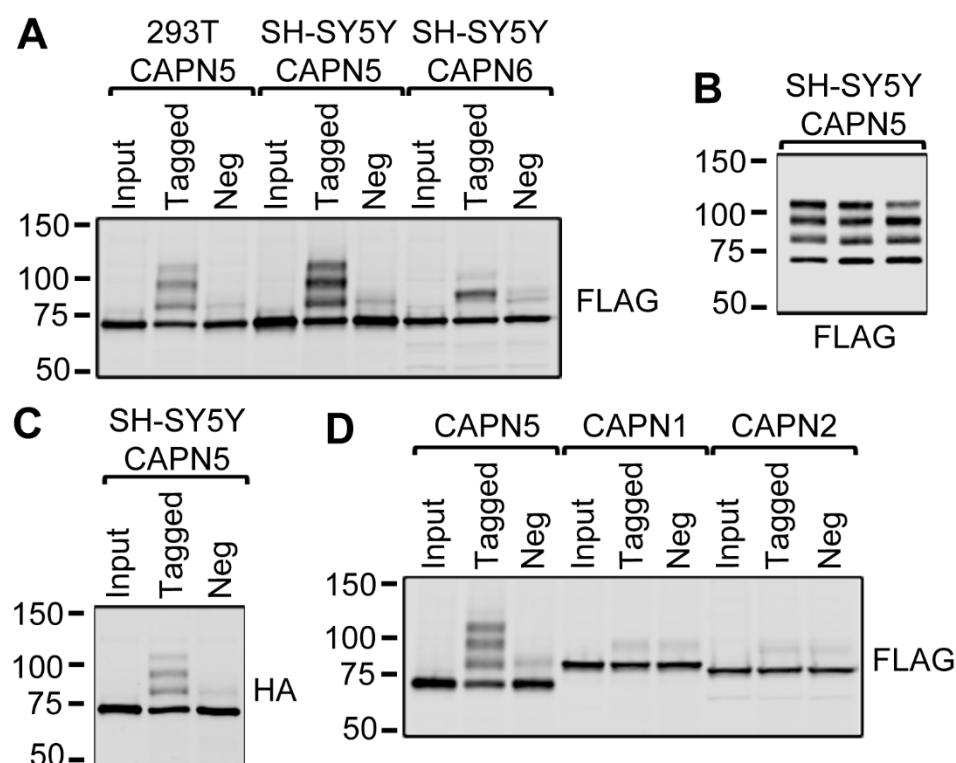 A
293T SH-SY5Y SH-SY5Y
CAPN5 CAPN5 CAPN6
Input Tagged Neg Input Tagged Neg Input Tagged Neg
150
100
75
50
FLAG
B
SH-SY5Y
CAPN5
150
100
75
50
FLAG
C
SH-SY5Y
CAPN5
Input Tagged Neg
150
100
75
50
HA
D
CAPN5 CAPN1 CAPN2
Input Tagged Neg Input Tagged Neg Input Tagged Neg
150
100
75
50
FLAG